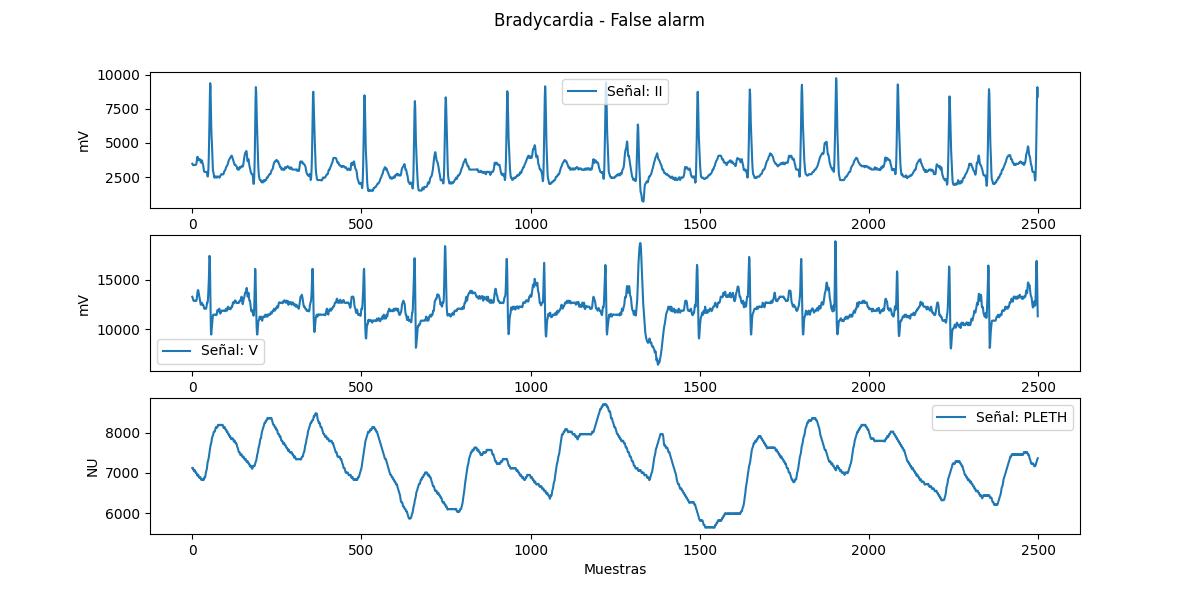 Bradycardia - False alarm
10000
7500
5000
2500
mV
Señal: II
0 500 1000 1500 2000 2500
15000
10000
mV
Señal: V
0 500 1000 1500 2000 2500
8000
7000
6000
NU
Señal: PLETH
0 500 1000 1500 2000 2500
Muestras